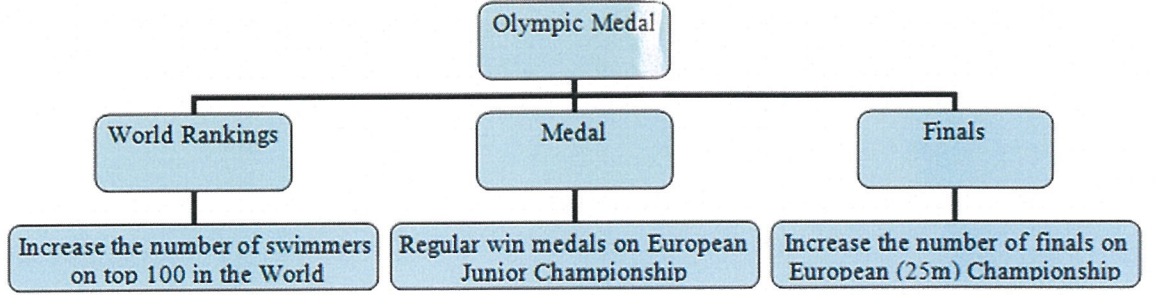 Olympic Medal
World Rankings
Medal
Finals
Increase the number of swimmers
on top 100 in the World
Regular win medals on European
Junior Championship
Increase the number of finals on
European (25m) Championship